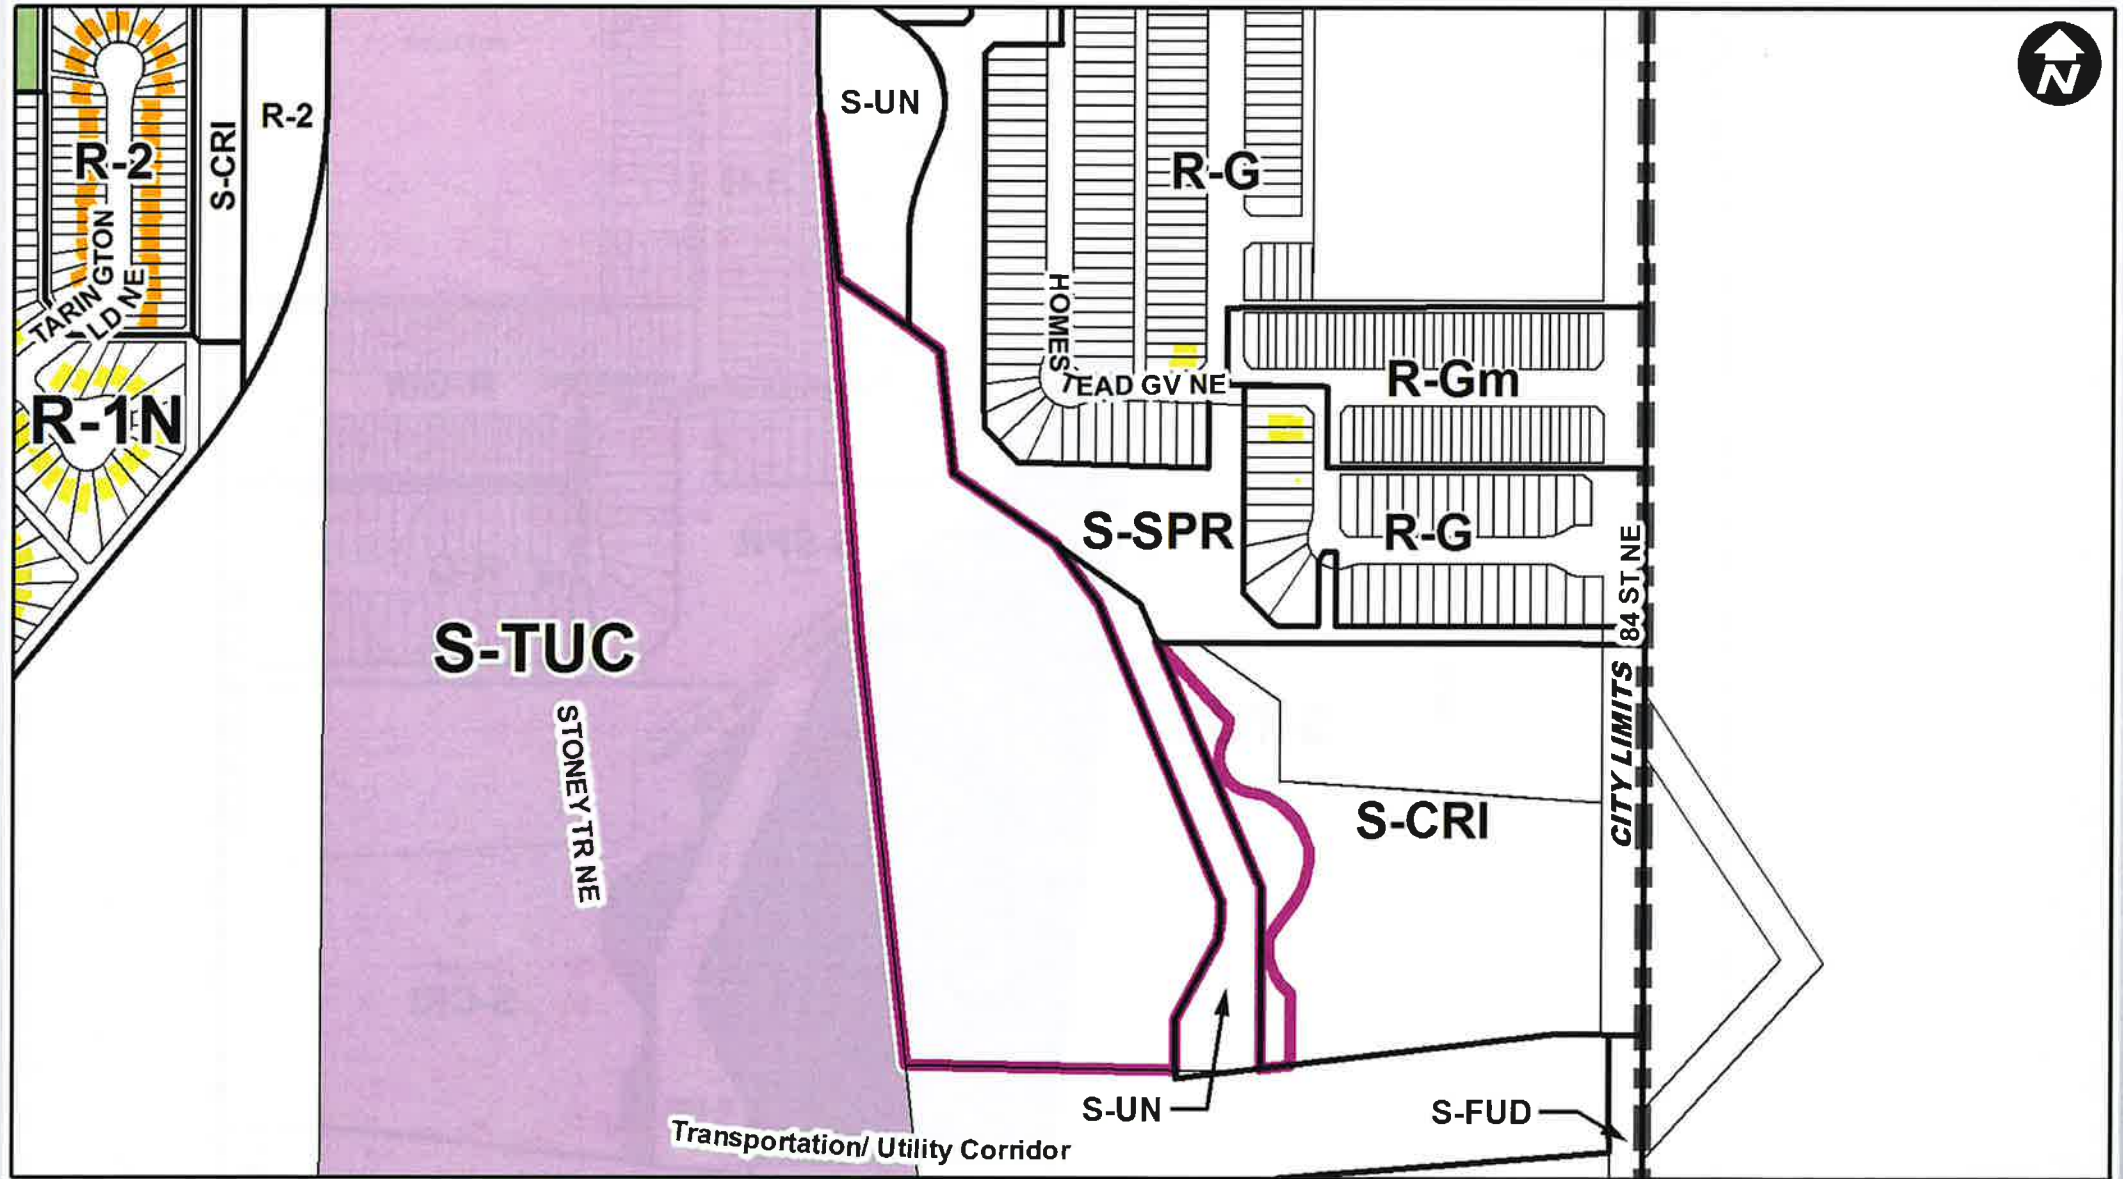 N
S-UN
R-2
S-CRI
R-2
R-G
TARINGTON
LD NE
HOMESTEAD GV NE
R-Gm
R-1N
S-SPR
R-G
84 ST NE
S-TUC
CITY LIMITS
STONEY TR NE
S-CRI
S-UN
S-FUD
Transportation/ Utility Corridor